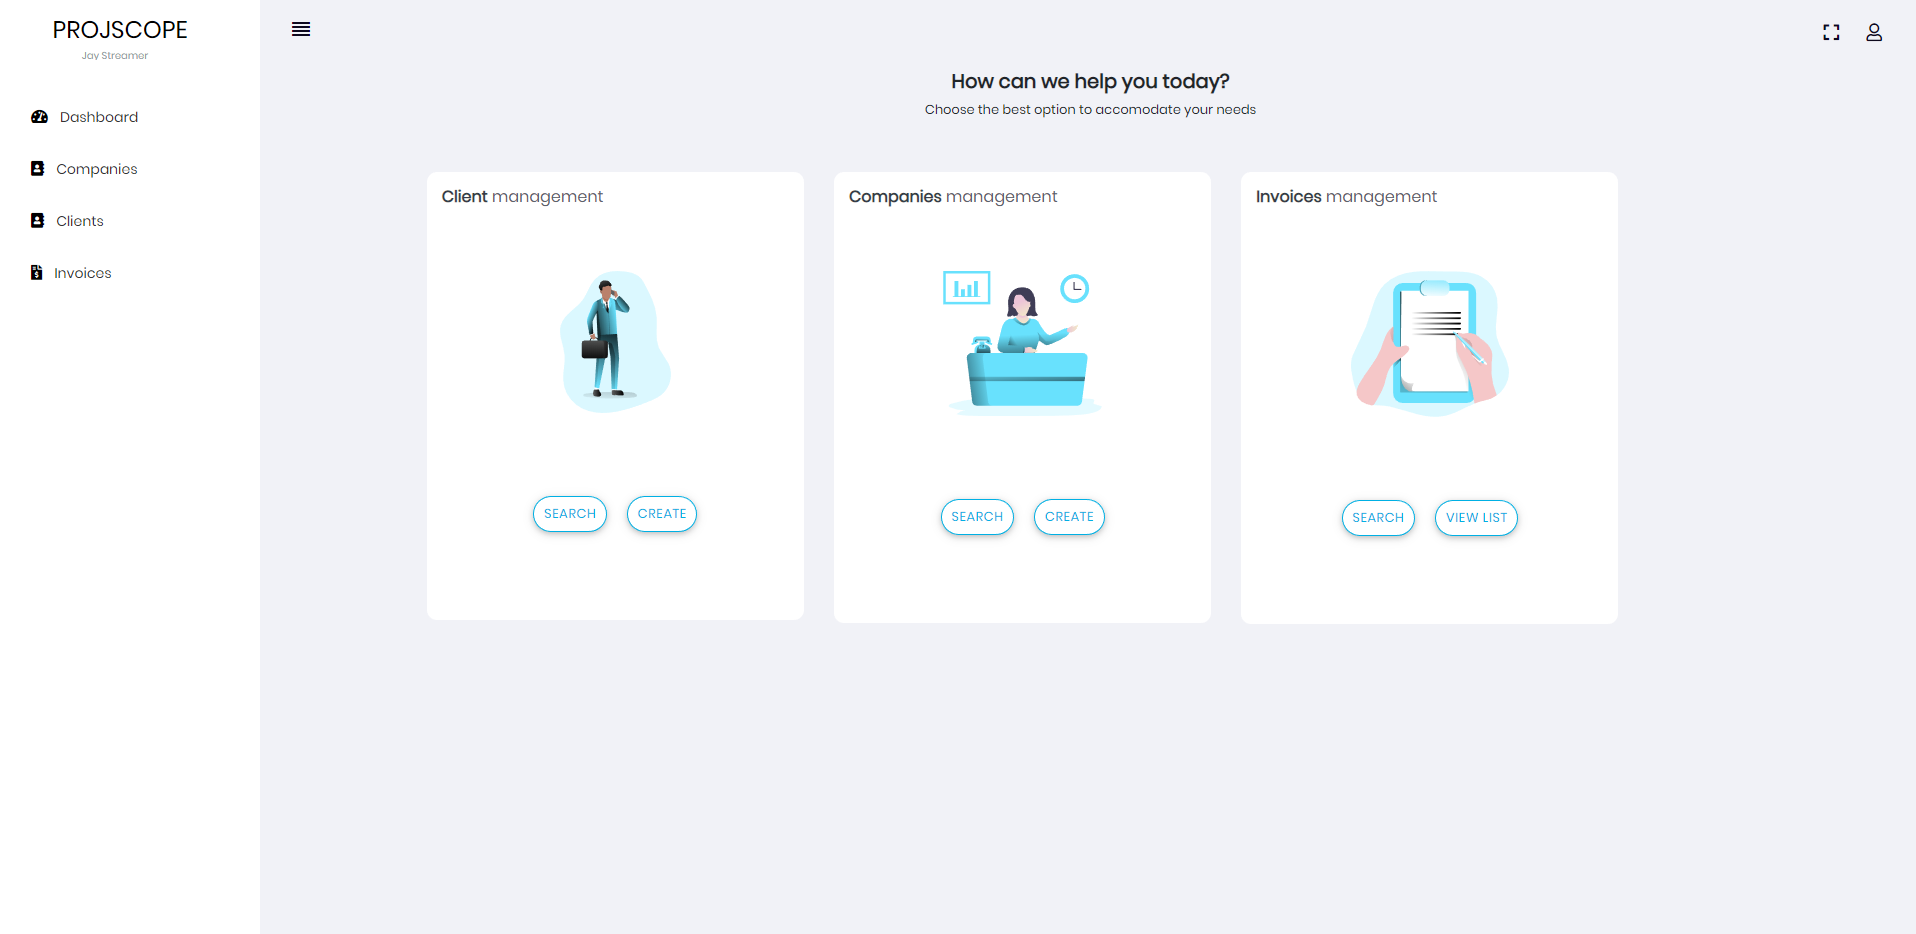 PROJSCOPE
Jay Streamer
Dashboard
Companies
Clients
Invoices
How can we help you today?
Choose the best option to accomodate your needs
Client management
SEARCH
CREATE
Companies management
SEARCH
CREATE
Invoices management
SEARCH
VIEW LIST